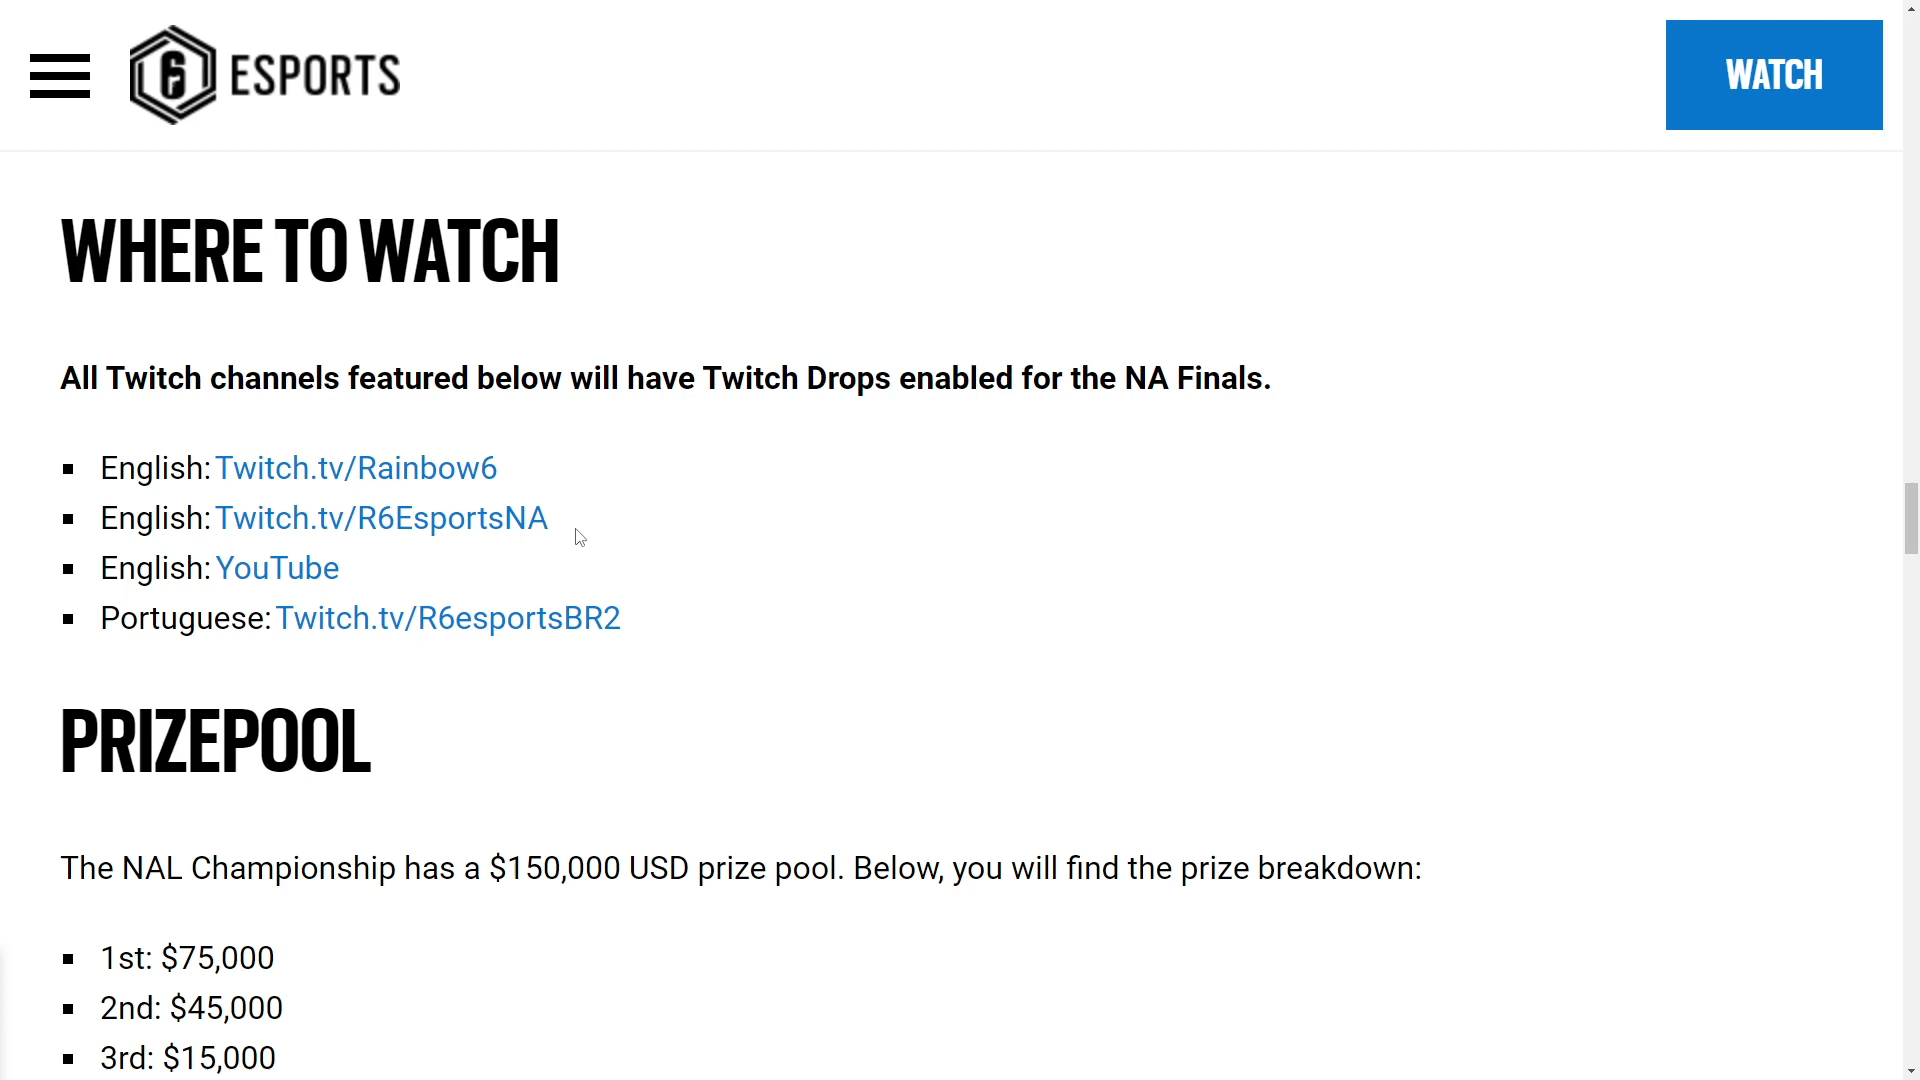 6 ESPORTS
WATCH
WHERE TO WATCH
All Twitch channels featured below will have Twitch Drops enabled for the NA Finals.
▪ English: Twitch.tv/Rainbow6
▪ English: Twitch.tv/R6EsportsNA
▪ English: YouTube
▪ Portuguese: Twitch.tv/R6esportsBR2
PRIZEPOOL
The NAL Championship has a $150,000 USD prize pool. Below, you will find the prize breakdown:
▪ 1st: $75,000
▪ 2nd: $45,000
▪ 3rd: $15,000